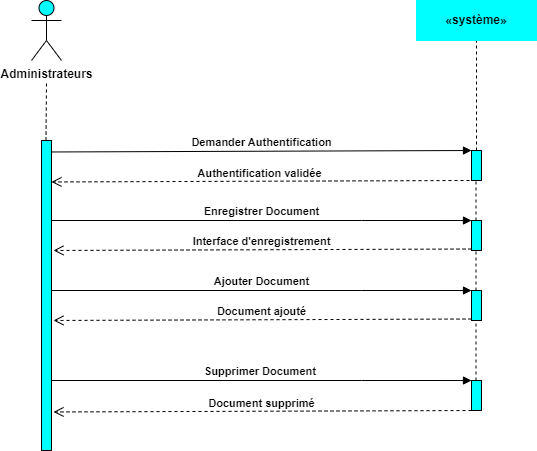 «système»
Administrateurs
Demander Authentification
Authentification validée
Enregistrer Document
Interface d'enregistrement
Ajouter Document
Document ajouté
Supprimer Document
Document supprimé